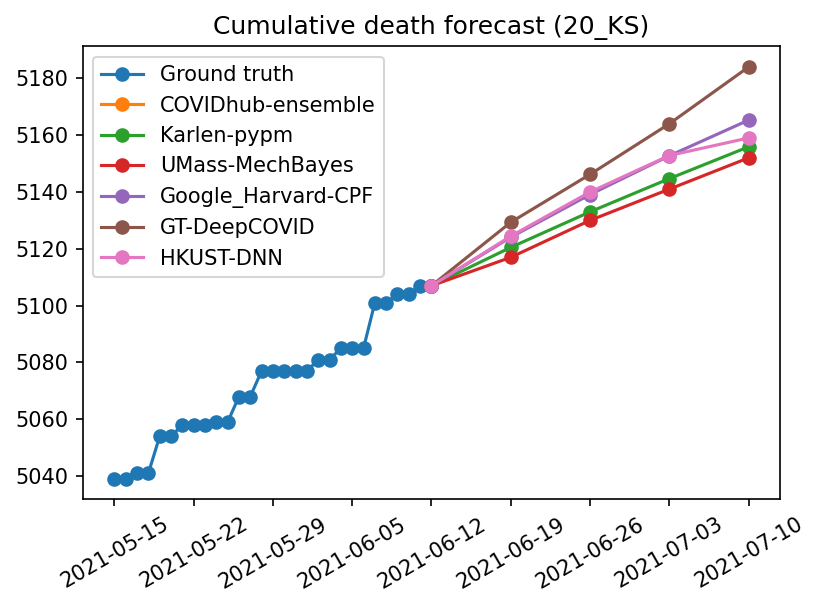 Cumulative death forecast (20_KS)
Ground truth
COVIDhub-ensemble
Karlen-pypm
UMass-MechBayes
Google_Harvard-CPF
GT-DeepCOVID
HKUST-DNN
5180
5160
5140
5120
5100
5080
5060
5040
2021-05-15
2021-05-22
2021-05-29
2021-06-05
2021-06-12
2021-06-19
2021-06-26
2021-07-03
2021-07-10